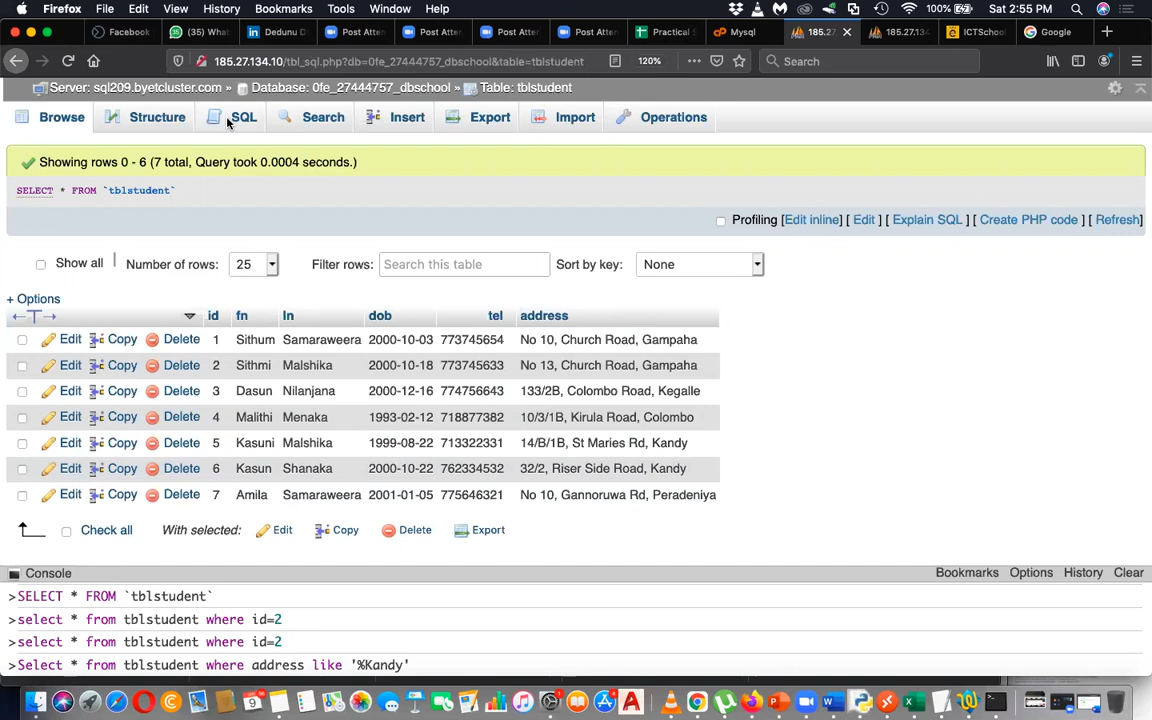 Firefox File Edit View History Bookmarks Tools Window Help 100% Sat 2:55 PM
Facebook (35) What Dedunu D Post Atter Post Atter Post Atter Post Atter Practical Mysql 185.27. 185.27.134 ICTSchool Google
185.27.134.10/tbl_sql.php?db=0fe_27444757_dbschool&table=tblstudent 120% Search
Server: sql209.byetcluster.com » Database: 0fe_27444757_dbschool » Table: tblstudent
Browse Structure SQL Search Insert Export Import Operations
Showing rows 0 - 6 (7 total, Query took 0.0004 seconds.)
SELECT * FROM `tblstudent`
Profiling [Edit inline] [ Edit ] [ Explain SQL ] [ Create PHP code ] [ Refresh]
Show all Number of rows: 25 Filter rows: Search this table Sort by key: None
+ Options
←T→ id fn ln dob tel address
Edit Copy Delete 1 Sithum Samaraweera 2000-10-03 773745654 No 10, Church Road, Gampaha
Edit Copy Delete 2 Sithmi Malshika 2000-10-18 773745633 No 13, Church Road, Gampaha
Edit Copy Delete 3 Dasun Nilanjana 2000-12-16 774756643 133/2B, Colombo Road, Kegalle
Edit Copy Delete 4 Malithi Menaka 1993-02-12 718877382 10/3/1B, Kirula Road, Colombo
Edit Copy Delete 5 Kasuni Malshika 1999-08-22 713322331 14/B/1B, St Maries Rd, Kandy
Edit Copy Delete 6 Kasun Shanaka 2000-10-22 762334532 32/2, Riser Side Road, Kandy
Edit Copy Delete 7 Amila Samaraweera 2001-01-05 775646321 No 10, Gannoruwa Rd, Peradeniya
Check all With selected: Edit Copy Delete Export
Console Bookmarks Options History Clear
>SELECT * FROM `tblstudent`
>select * from tblstudent where id=2
>select * from tblstudent where id=2
>Select * from tblstudent where address like '%Kandy'